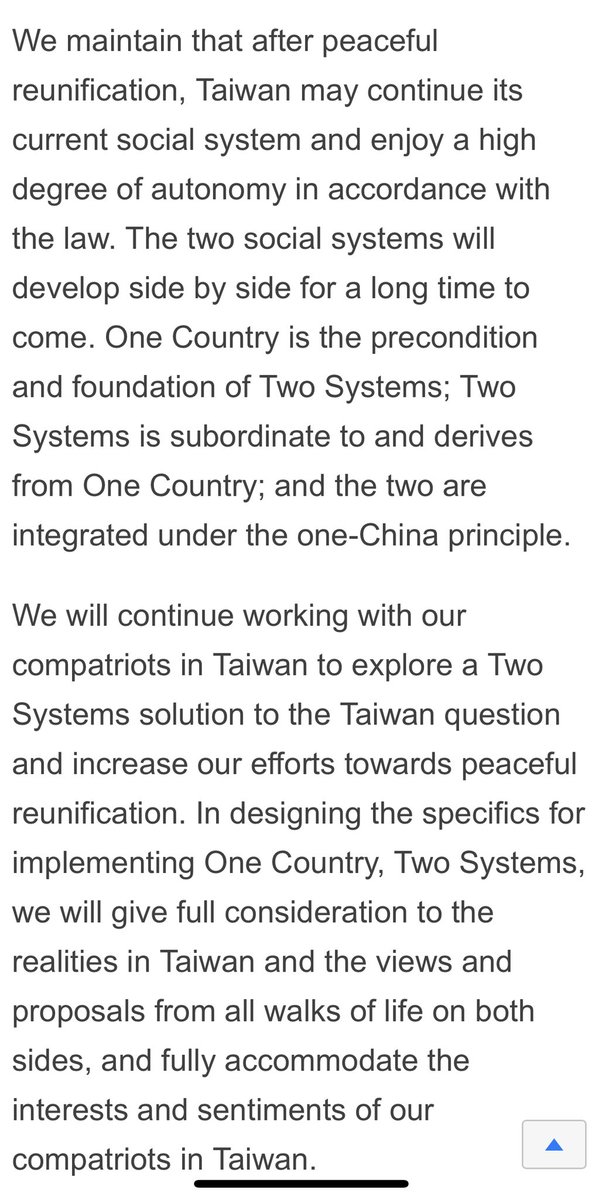 We maintain that after peaceful
reunification, Taiwan may continue its
current social system and enjoy a high
degree of autonomy in accordance with
the law. The two social systems will
develop side by side for a long time to
come. One Country is the precondition
and foundation of Two Systems; Two
Systems is subordinate to and derives
from One Country; and the two are
integrated under the one-China principle.
We will continue working with our
compatriots in Taiwan to explore a Two
Systems solution to the Taiwan question
and increase our efforts towards peaceful
reunification. In designing the specifics for
implementing One Country, Two Systems,
we will give full consideration to the
realities in Taiwan and the views and
proposals from all walks of life on both
sides, and fully accommodate the
interests and sentiments of our
compatriots in Taiwan.